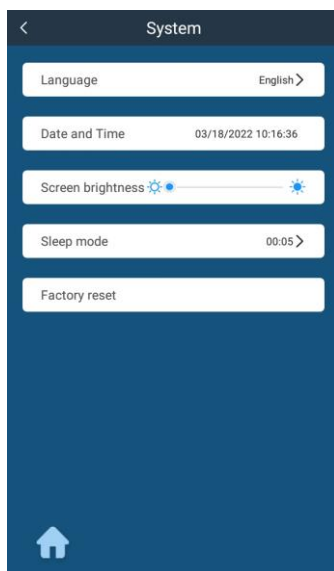 System
Language English
Date and Time 03/18/2022 10:16:36
Screen brightness
Sleep mode 00:05
Factory reset